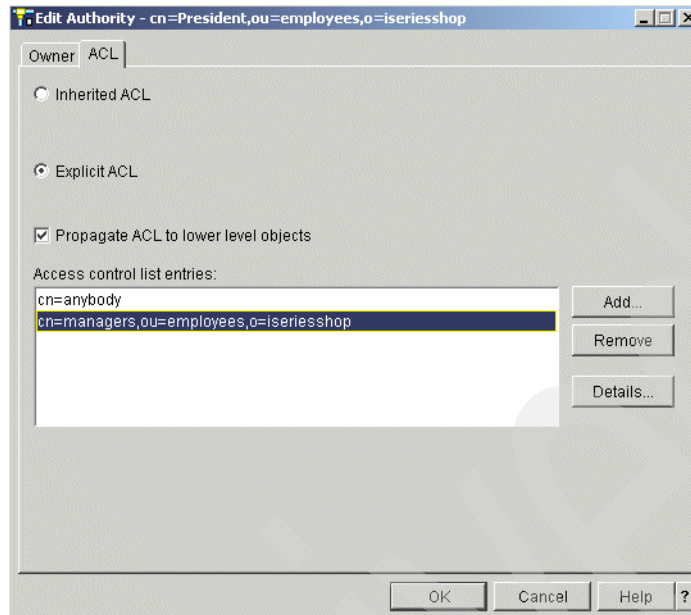 Edit Authority - cn=President,ou=employees,o=iseriesshop
Owner ACL
Inherited ACL
Explicit ACL
Propagate ACL to lower level objects
Access control list entries:
cn=anybody
cn=managers,ou=employees,o=iseriesshop
Add...
Remove
Details...
OK Cancel Help ?